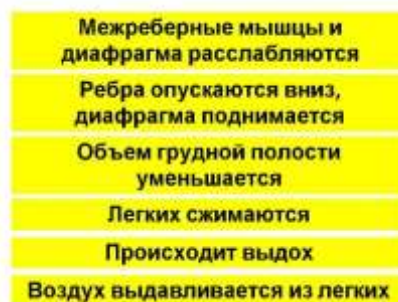 Межреберные мышцы и
диафрагма расслабляются
Ребра опускаются вниз,
диафрагма поднимается
Объем грудной полости
уменьшается
Легких сжимаются
Происходит выдох
Воздух выдавливается из легких